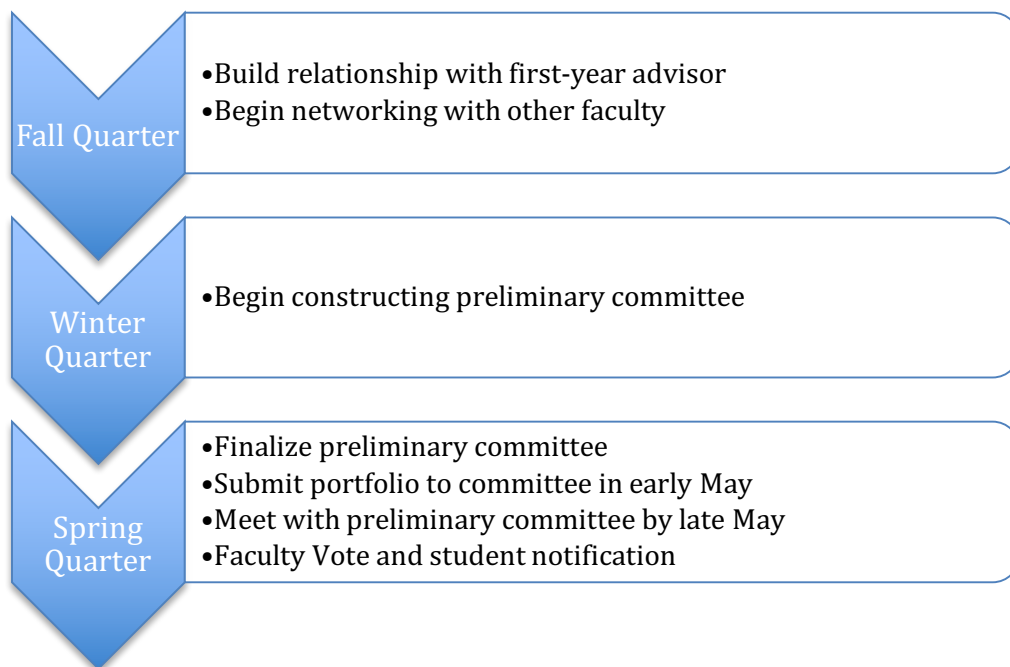 Fall Quarter
•Build relationship with first-year advisor
•Begin networking with other faculty
Winter
Quarter
•Begin constructing preliminary committee
Spring
Quarter
•Finalize preliminary committee
•Submit portfolio to committee in early May
•Meet with preliminary committee by late May
•Faculty Vote and student notification